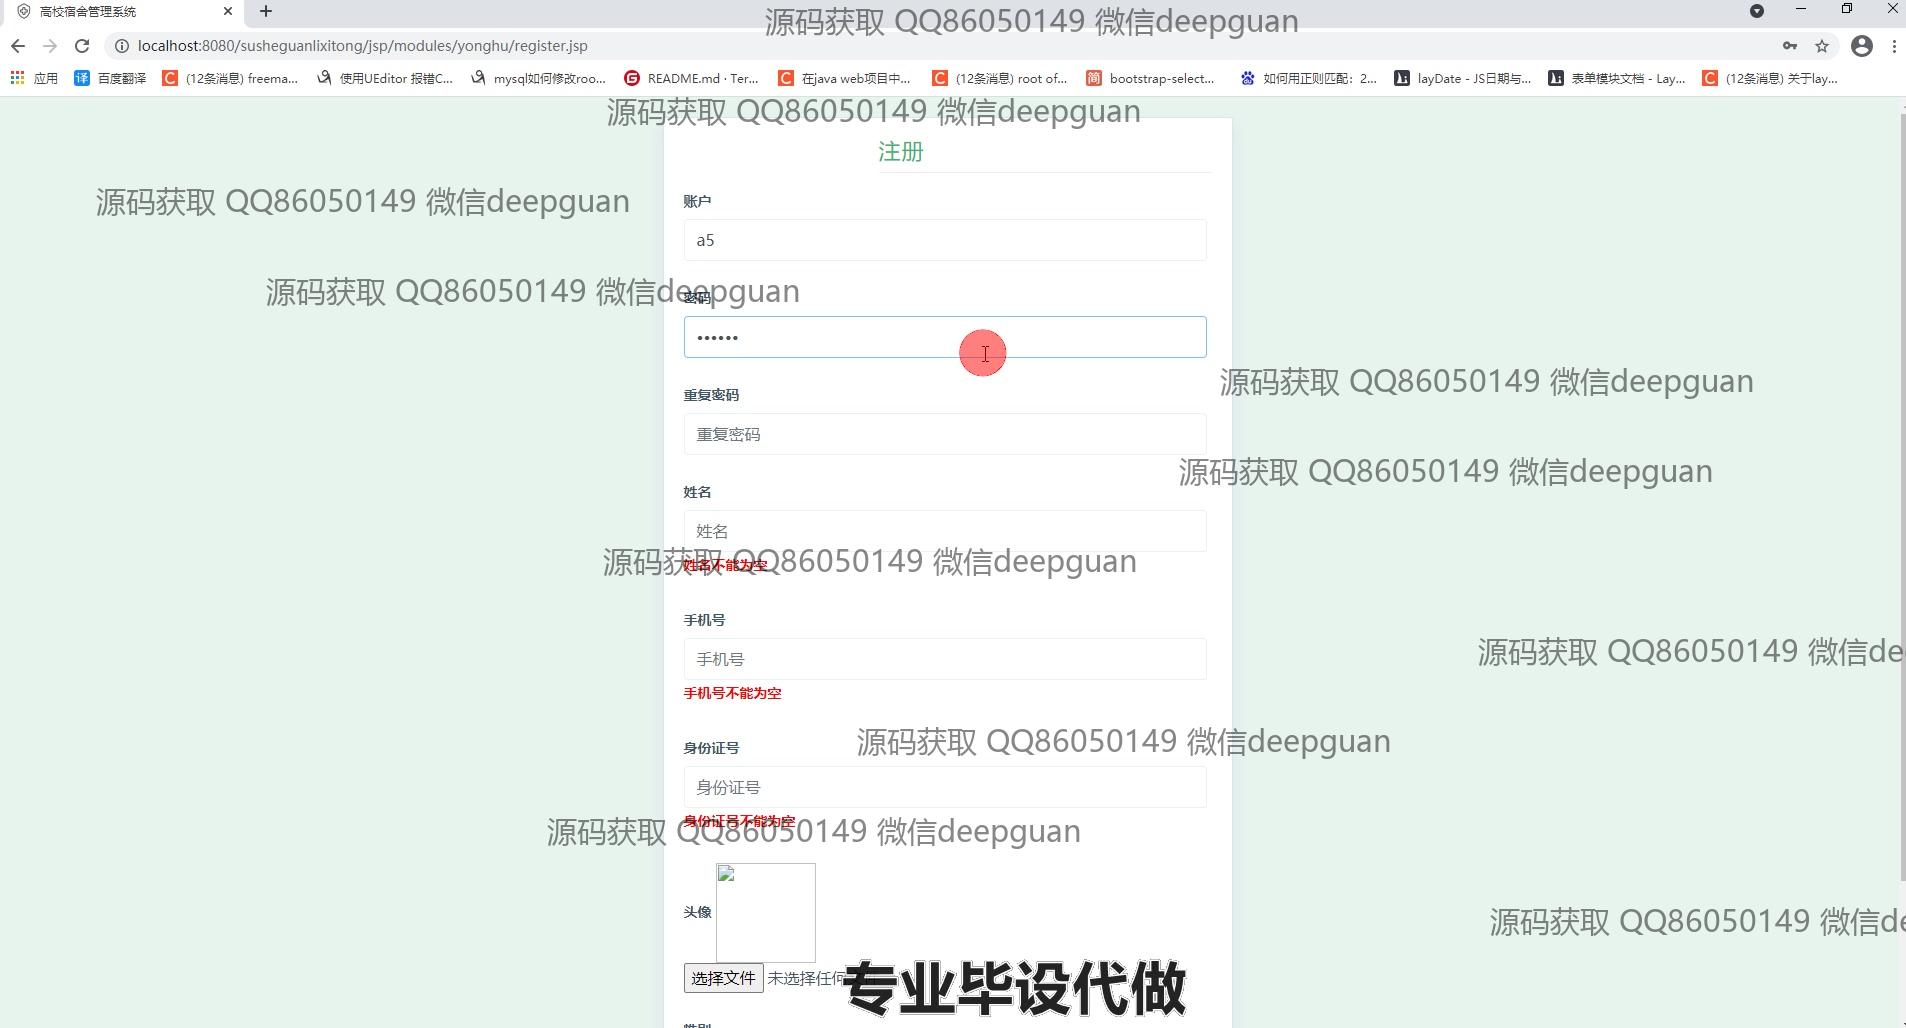 高校宿舍管理系统
源码获取 QQ86050149 微信deepguan
localhost:8080/susheguanlixitong/jsp/modules/yonghu/register.jsp
应用 百度翻译 (12条消息) freema... 使用UEditor 报错C... mysql如何修改roo... README.md · Ter... 在java web项目中... (12条消息) root of... bootstrap-select... 如何用正则匹配：2... layDate - JS日期与... 表单模块文档 - Lay... (12条消息) 关于lay...
源码获取 QQ86050149 微信deepguan
注册
账户
源码获取 QQ86050149 微信deepguan
a5
源码获取 QQ86050149 微信deepguan
密码
••••••
源码获取 QQ86050149 微信deepguan
重复密码
重复密码
源码获取 QQ86050149 微信deepguan
姓名
姓名
源码获取 QQ86050149 微信deepguan
姓名不能为空
手机号
源码获取 QQ86050149 微信de
手机号
手机号不能为空
源码获取 QQ86050149 微信deepguan
身份证号
身份证号
身份证号不能为空
源码获取 QQ86050149 微信deepguan
头像
源码获取 QQ86050149 微信de
选择文件 未选择任何文件
专业毕设代做